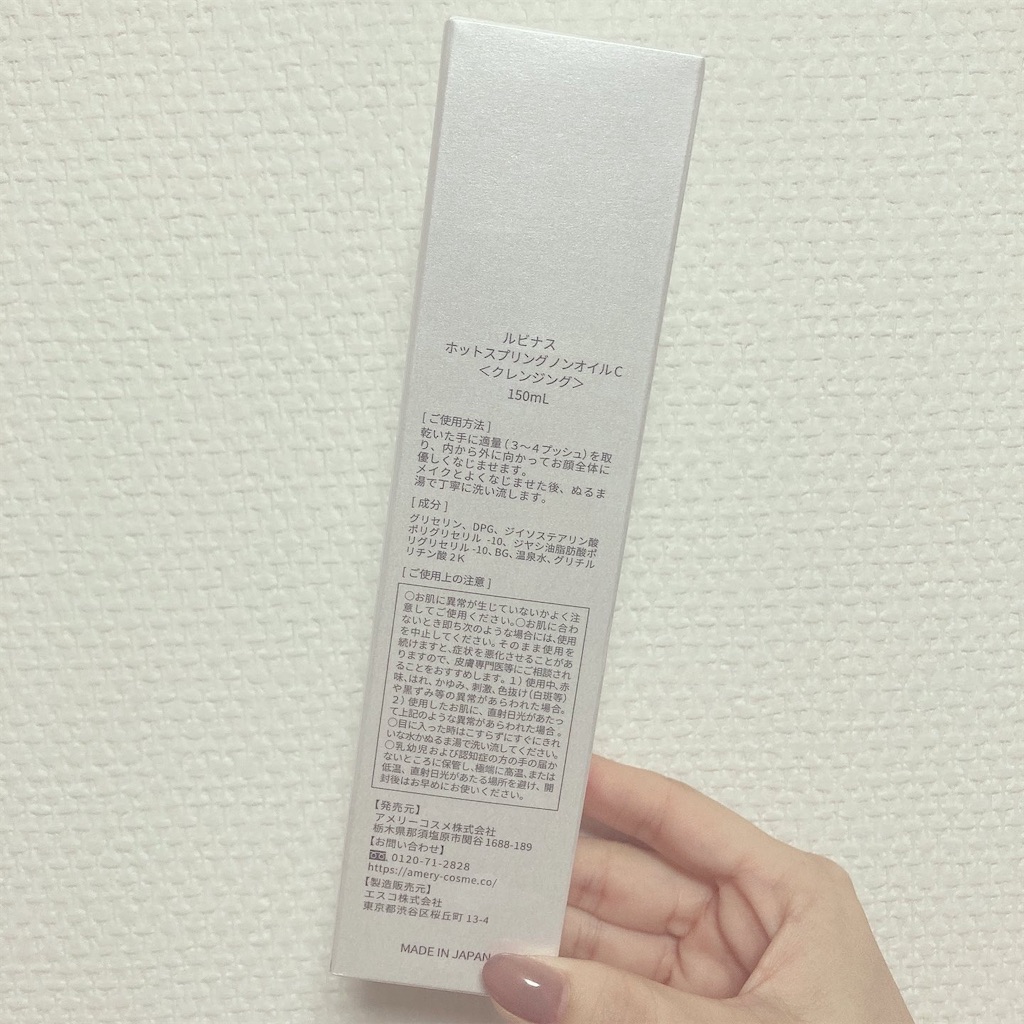 ルビナス
ホットスプリングノンオイルC
＜クレンジング＞
150mL
[ご使用方法]
乾いた手に適量(3～4プッシュ)を取
り、内から外に向かってお顔全体に
優しくなじませます。
メイクとよくなじませた後、ぬるま
湯で丁寧に洗い流します。
[成分]
グリセリン、DPG、ジイソステアリン酸
ポリグリセリル -10、ジヤシ油脂肪酸ポ
リグリセリル -10、BG、温泉水、グリチル
リチン酸2K
[ご使用上の注意]
○お肌に異常が生じていないかよく注
意してご使用ください。○お肌に合わ
ないとき即ち次のような場合には、使用
を中止してください。そのまま使用を
続けますと、症状を悪化させることがあ
りますので、皮膚専門医等にご相談され
ることをおすすめします。1)使用中、赤
味、はれ、かゆみ、刺激、色抜け(白斑等)
や黒ずみ等の異常があらわれた場合。
2)使用したお肌に、直射日光があたっ
て上記のような異常があらわれた場合。
○目に入った時はこすらずにすぐにきれ
いな水かぬるま湯で洗い流してください。
○乳幼児および認知症の方の手の届か
ないところに保管し、極端に高温、または
低温、直射日光があたる場所を避け、開
封後はお早めにお使いください。
【発売元】
アメリーコスメ株式会社
栃木県那須塩原市関谷1688-189
【お問い合わせ】
0120-71-2828
https://amery-cosme.co/
【製造販売元】
エスコ株式会社
東京都渋谷区桜丘町13-4
MADE IN JAPAN